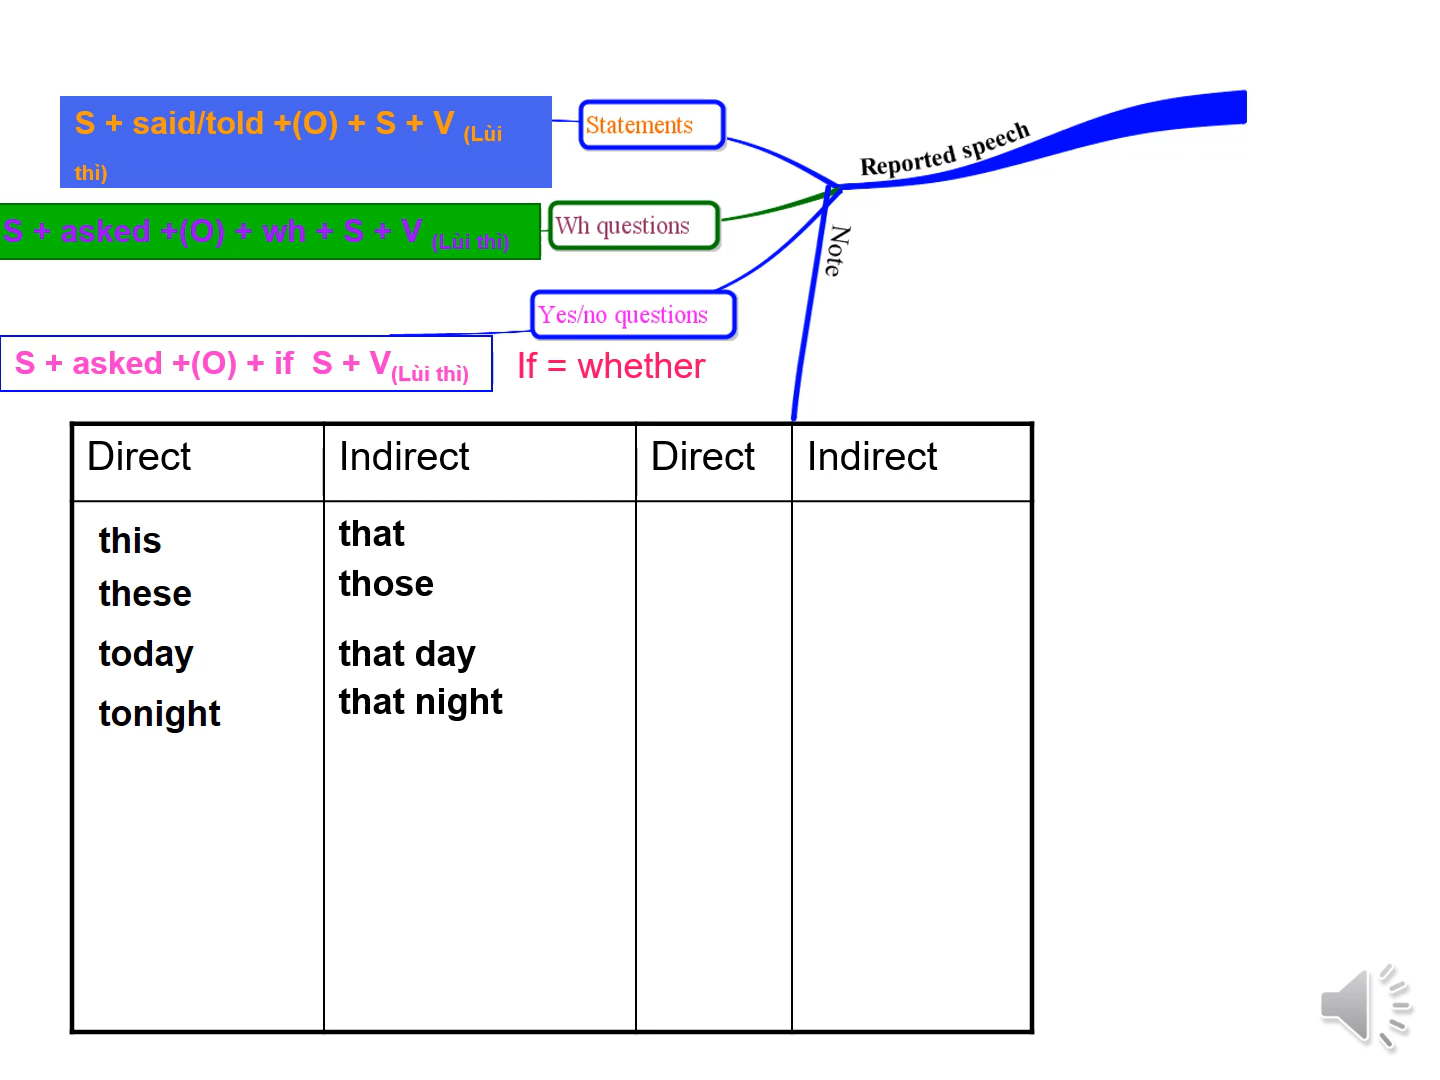 S + said/told +(O) + S + V (Lùi
thì)
Statements
Reported speech
S + asked +(O) + wh + S + V (Lùi thì)
Wh questions
Note
Yes/no questions
S + asked +(O) + if  S + V(Lùi thì)
If = whether
Direct Indirect Direct Indirect
this that
these those
today that day
tonight that night